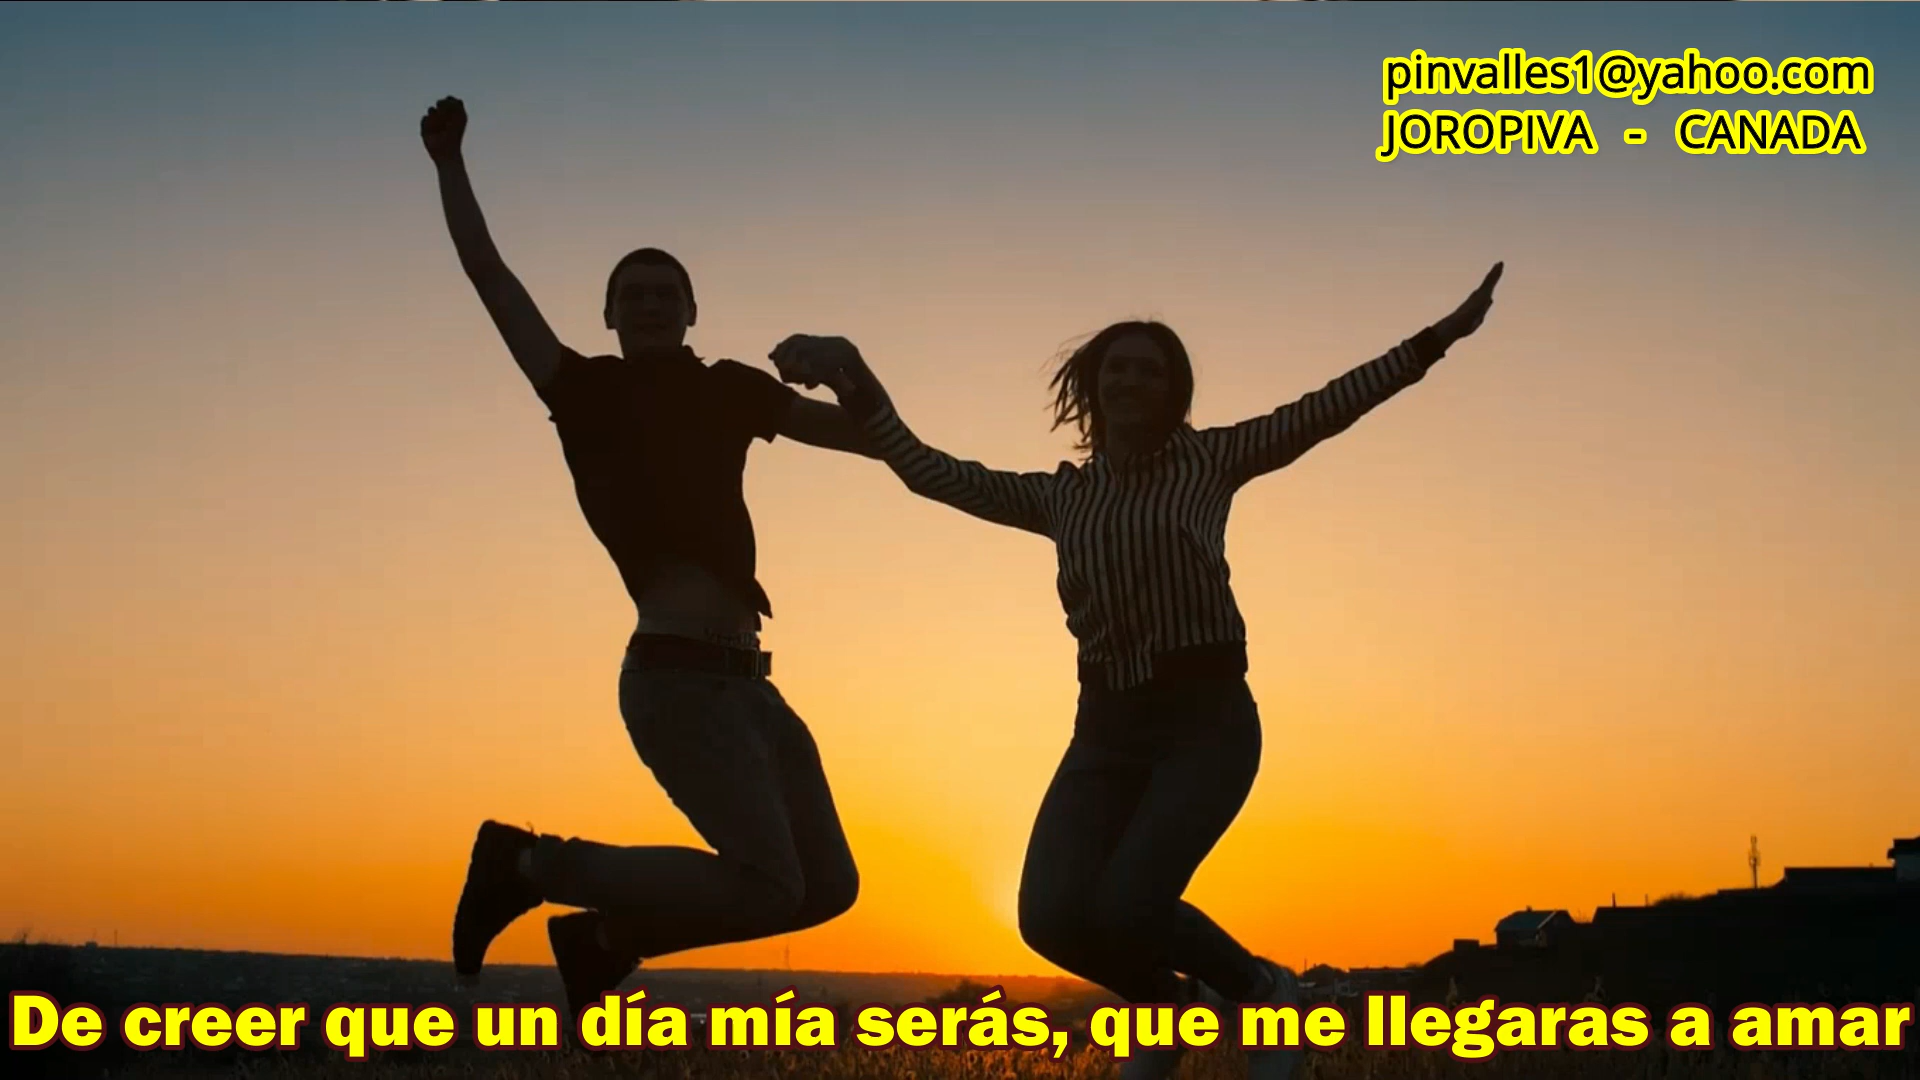 pinvalles1@yahoo.com
JOROPIVA - CANADA
De creer que un día mía serás, que me llegaras a amar